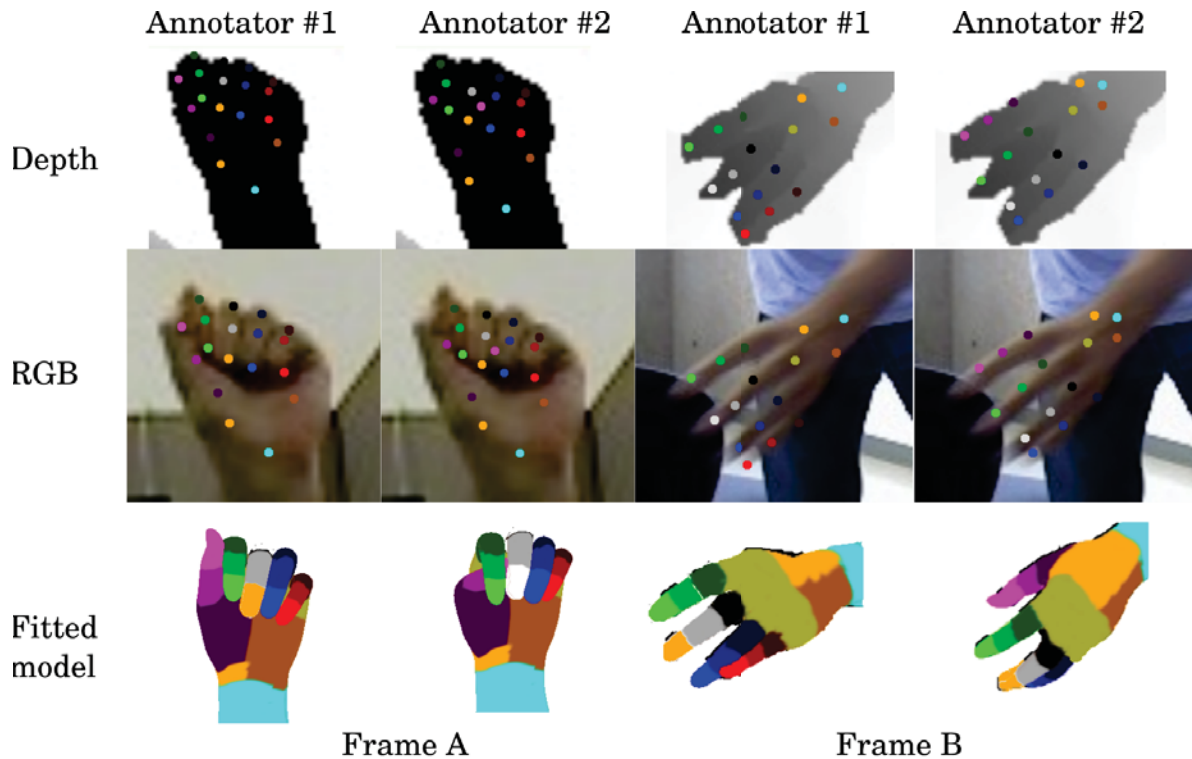 Annotator #1 Annotator #2 Annotator #1 Annotator #2
Depth
RGB
Fitted
model
Frame A Frame B